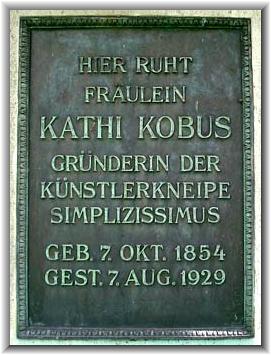 HIER RUHT
FRÄULEIN
KATHI KOBUS
GRÜNDERIN DER
KÜNSTLERKNEIPE
SIMPLIZISSIMUS
GEB. 7. OKT. 1854
GEST. 7. AUG. 1929